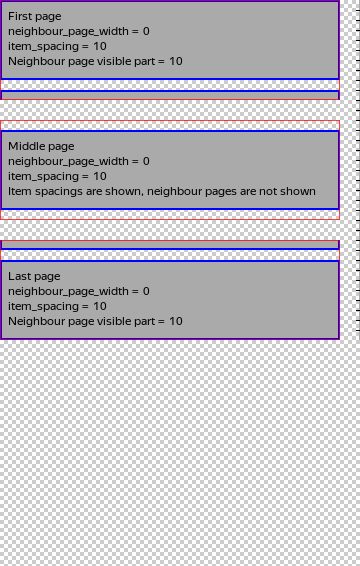 First page
neighbour_page_width = 0
item_spacing = 10
Neighbour page visible part = 10
Middle page
neighbour_page_width = 0
item_spacing = 10
Item spacings are shown, neighbour pages are not shown
Last page
neighbour_page_width = 0
item_spacing = 10
Neighbour page visible part = 10